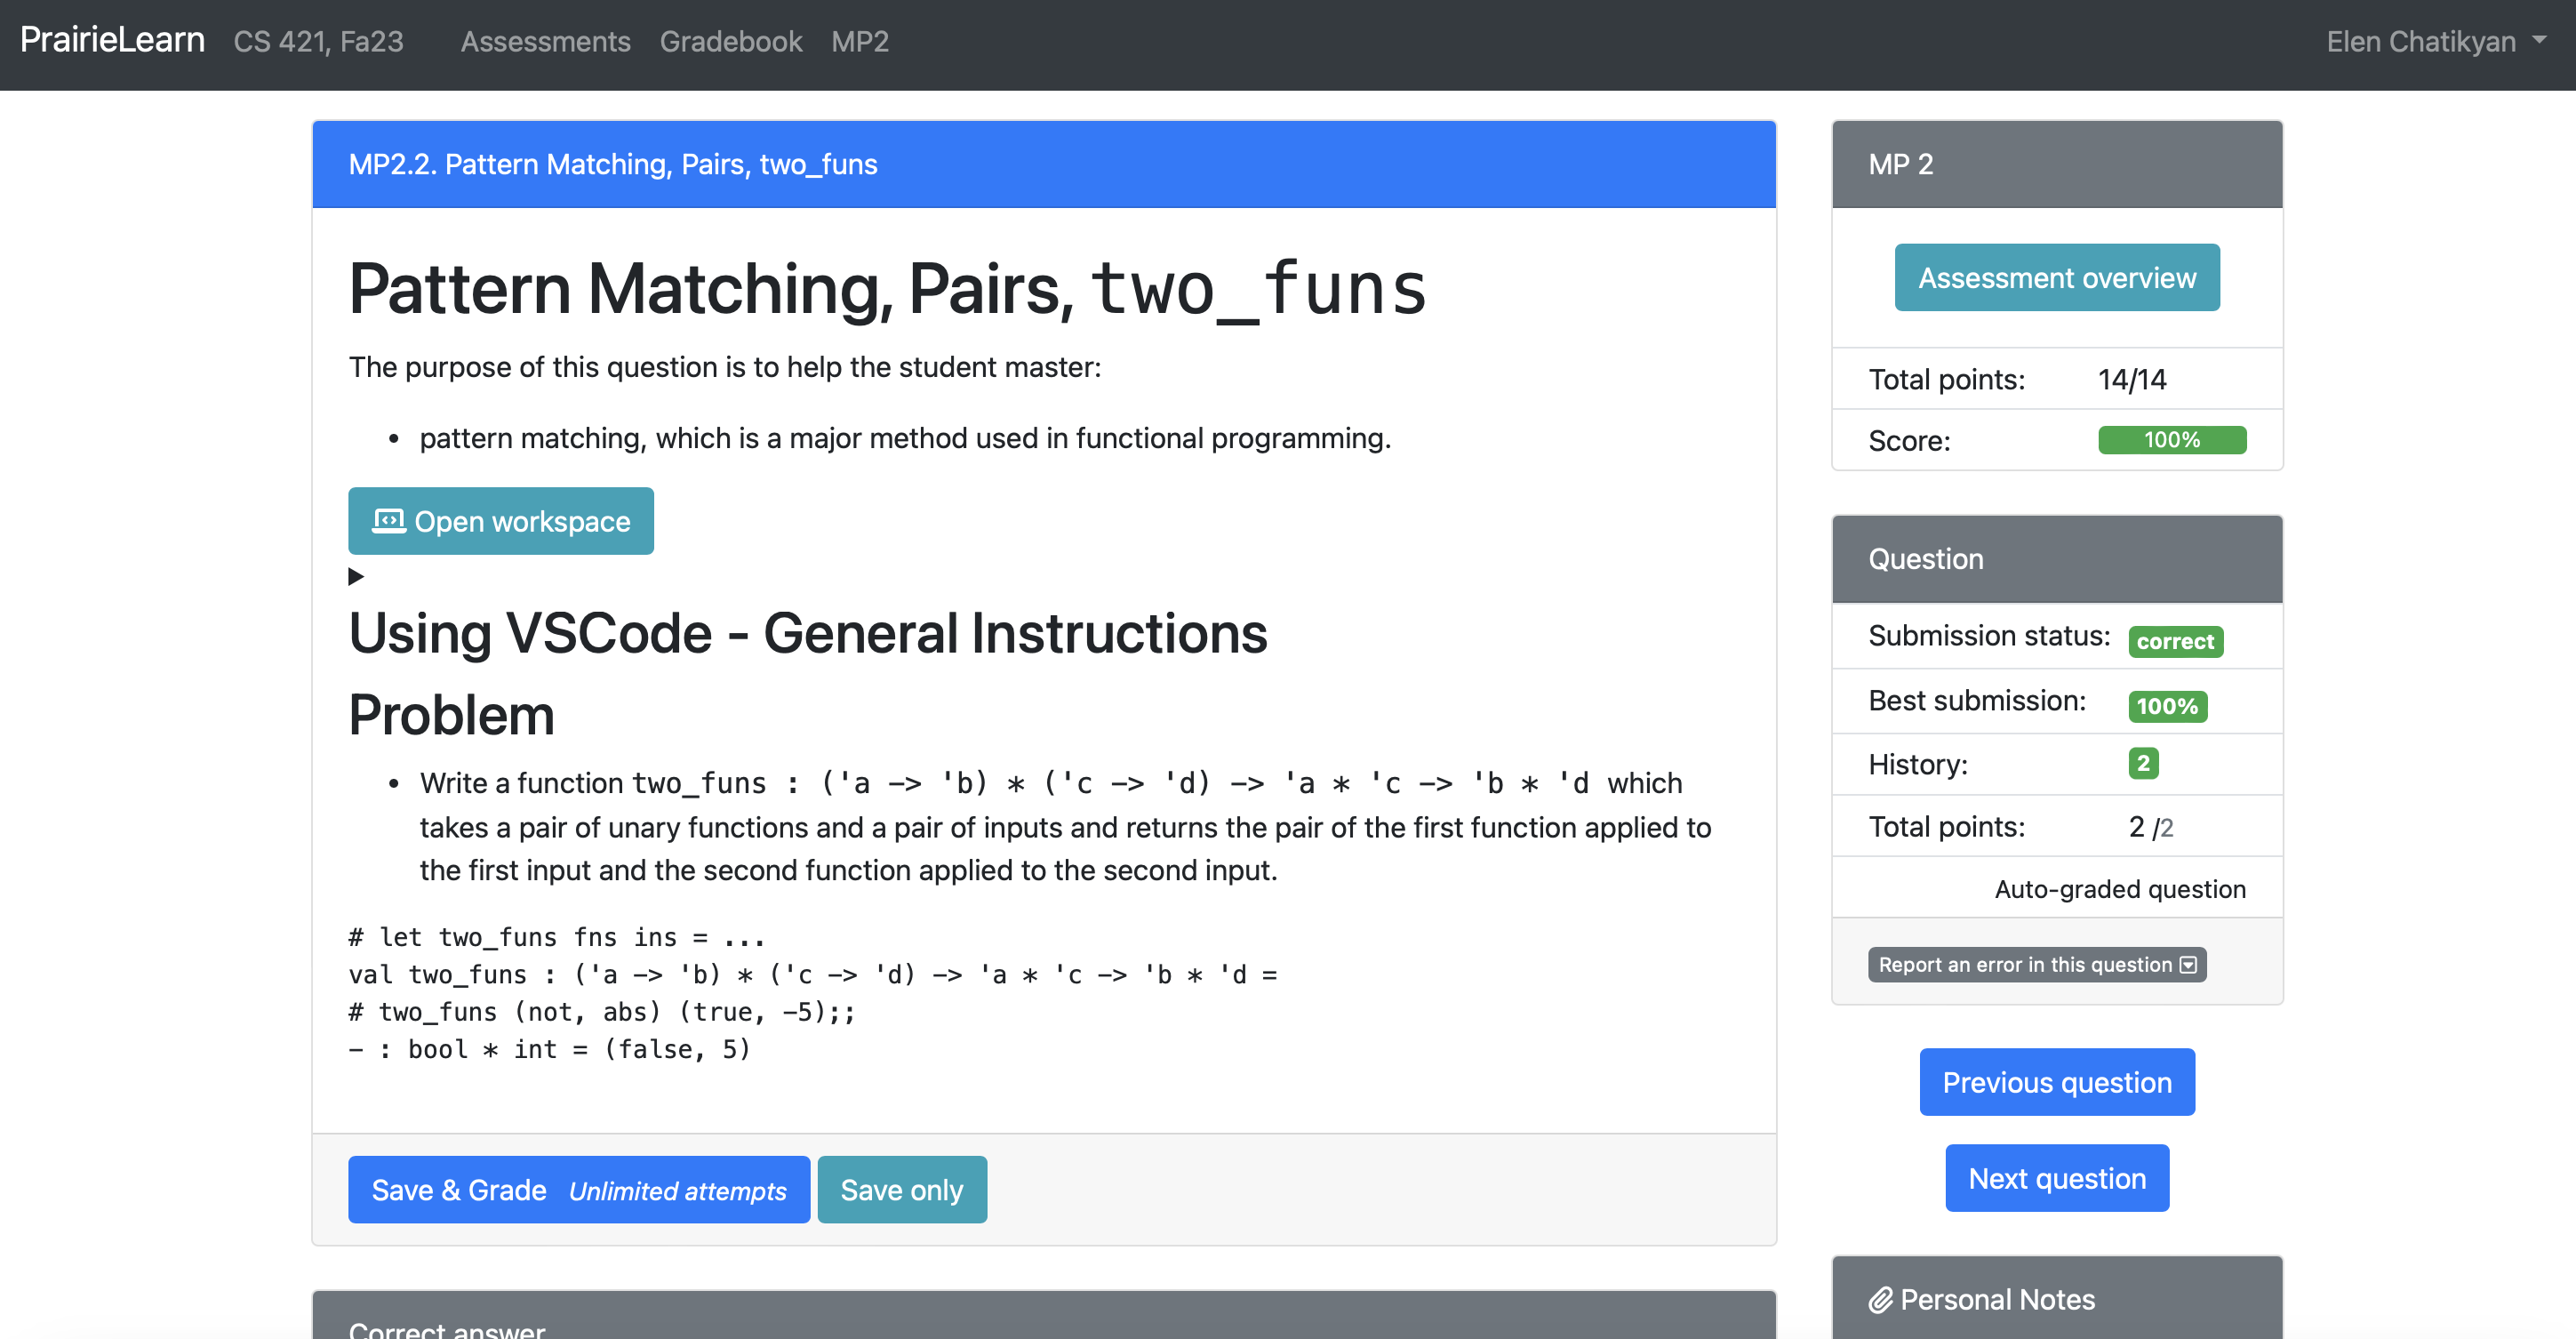 PrairieLearn CS 421, Fa23 Assessments Gradebook MP2 Elen Chatikyan
MP2.2. Pattern Matching, Pairs, two_funs
Pattern Matching, Pairs, two_funs
The purpose of this question is to help the student master:
• pattern matching, which is a major method used in functional programming.
Open workspace
Using VSCode - General Instructions
Problem
• Write a function two_funs : ('a -> 'b) * ('c -> 'd) -> 'a * 'c -> 'b * 'd which
takes a pair of unary functions and a pair of inputs and returns the pair of the first function applied to
the first input and the second function applied to the second input.
# let two_funs fns ins = ...
val two_funs : ('a -> 'b) * ('c -> 'd) -> 'a * 'c -> 'b * 'd =
# two_funs (not, abs) (true, -5);;
- : bool * int = (false, 5)
Save & Grade Unlimited attempts Save only
Correct answer
MP 2
Assessment overview
Total points: 14/14
Score: 100%
Question
Submission status: correct
Best submission: 100%
History: 2
Total points: 2 /2
Auto-graded question
Report an error in this question
Previous question
Next question
Personal Notes